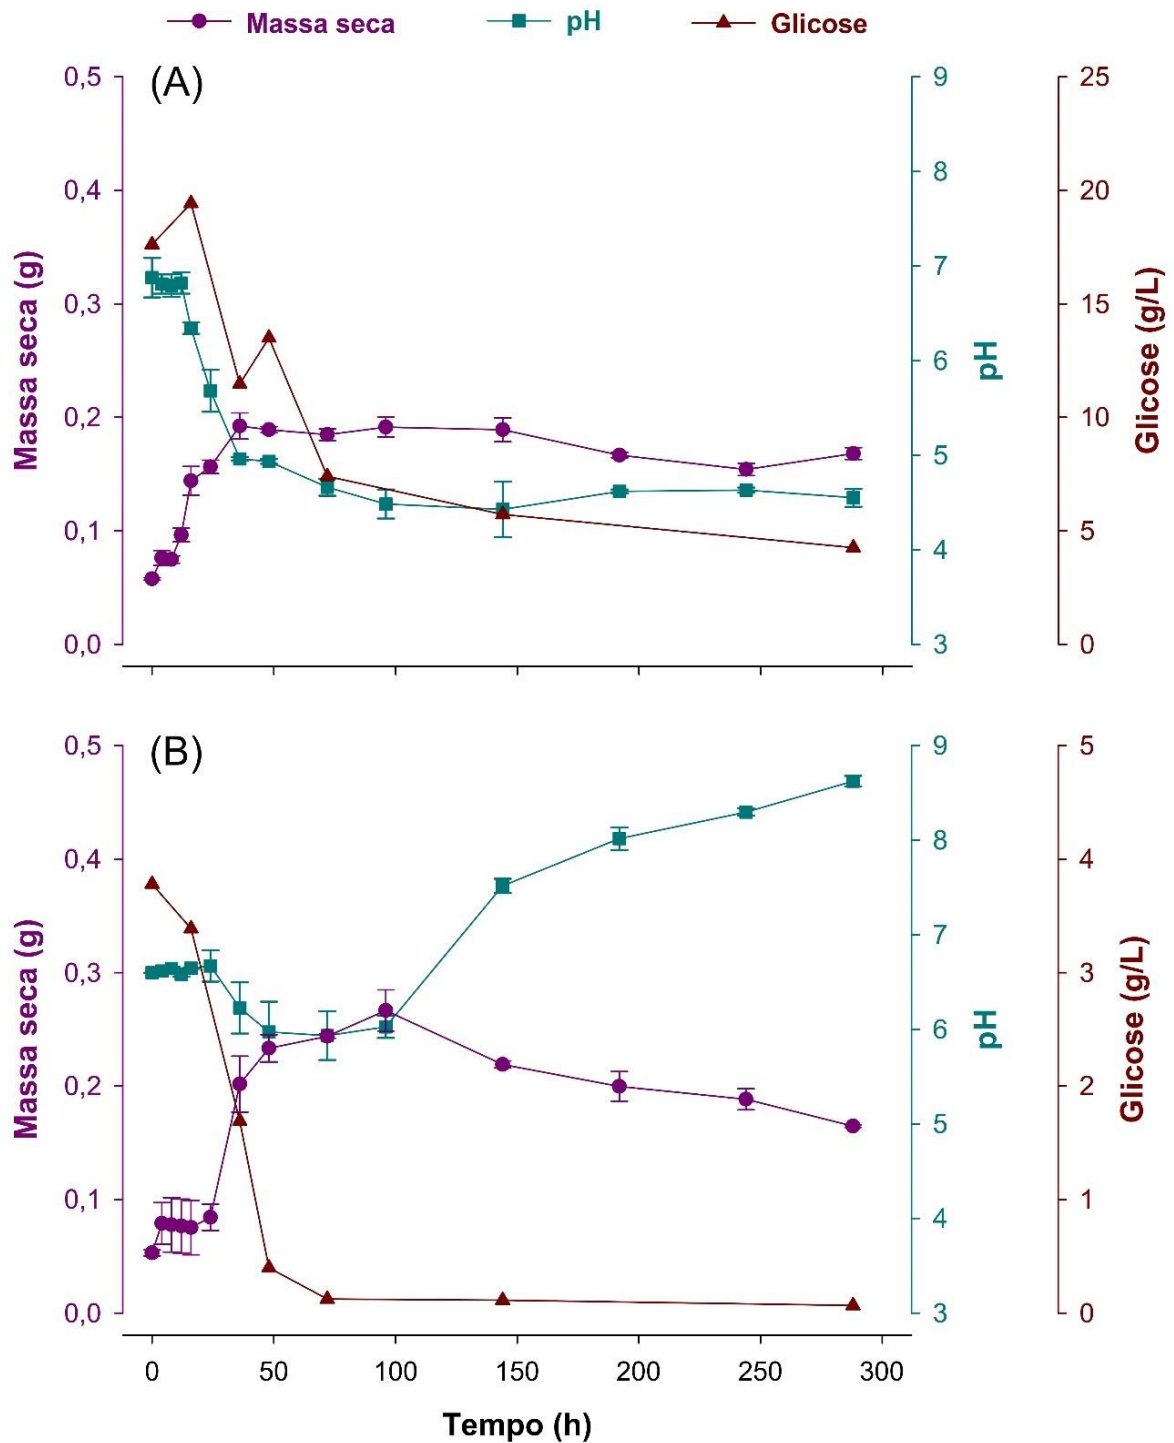 Massa seca pH Glicose
(A)
0,5 9 25
8
0,4 20
7
0,3 15
6
0,2 10
5
0,1 5
4
0,0 3 0
Massa seca (g)
pH
Glicose (g/L)
(B)
0,5 9 5
8
0,4 4
7
0,3 3
6
0,2 2
5
0,1 1
4
0,0 3 0
Massa seca (g)
pH
Glicose (g/L)
0 50 100 150 200 250 300
Tempo (h)